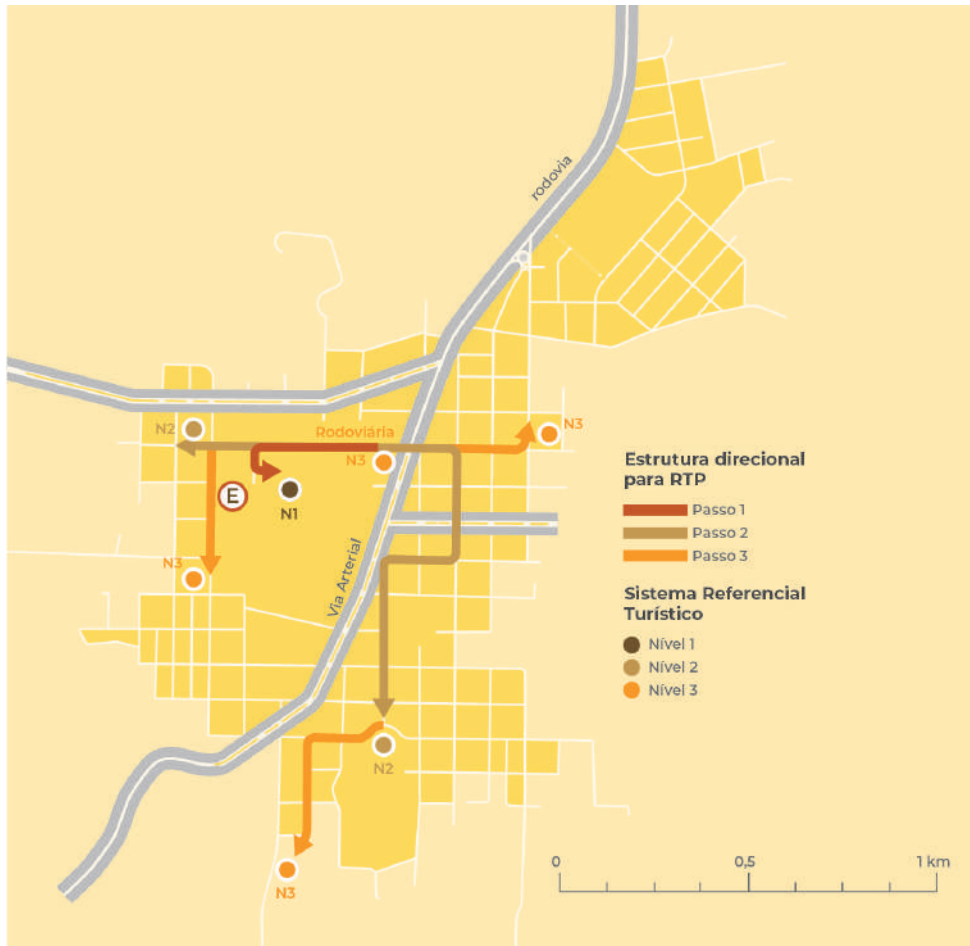 rodovia
N2
Rodoviária
N3
N3
E
N1
N3
Via Arterial
N2
N3
Estrutura direcional
para RTP
Passo 1
Passo 2
Passo 3
Sistema Referencial
Turístico
Nível 1
Nível 2
Nível 3
0
0,5
1 km